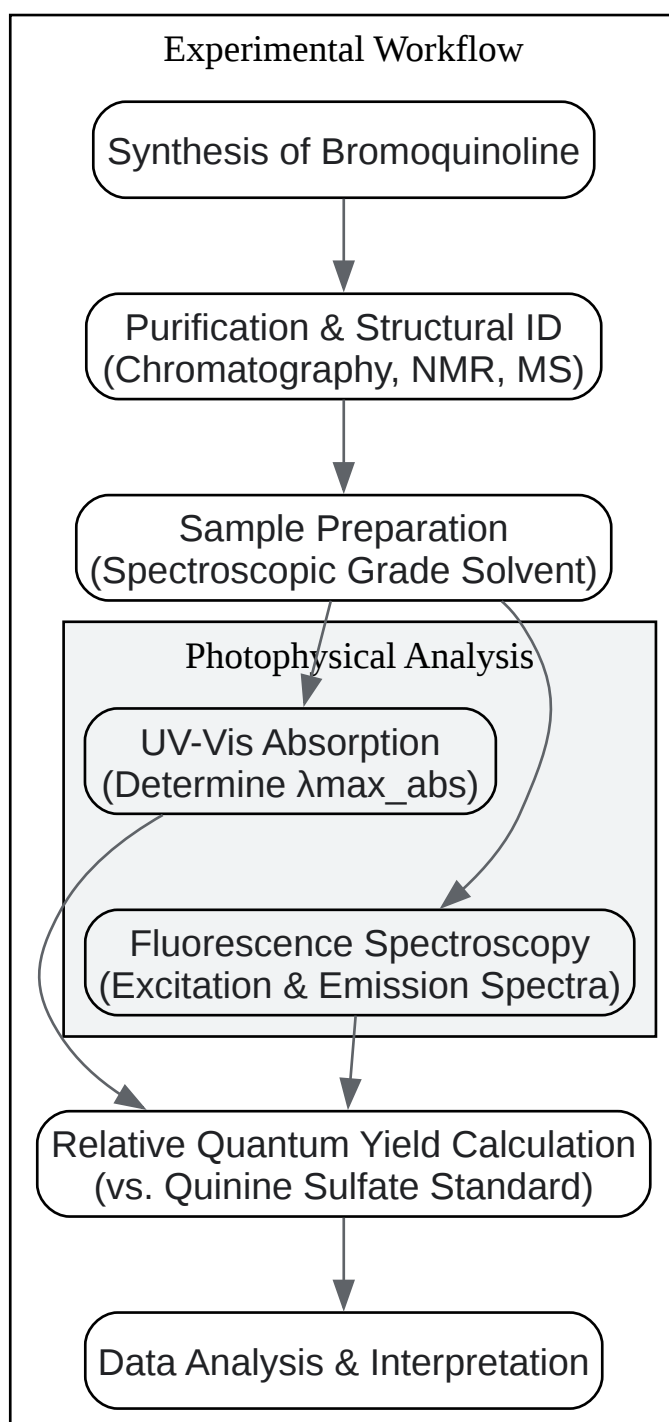 Experimental Workflow
Synthesis of Bromoquinoline
Purification & Structural ID
(Chromatography, NMR, MS)
Sample Preparation
(Spectroscopic Grade Solvent)
Photophysical Analysis
UV-Vis Absorption
(Determine λmax_abs)
Fluorescence Spectroscopy
(Excitation & Emission Spectra)
Relative Quantum Yield Calculation
(vs. Quinine Sulfate Standard)
Data Analysis & Interpretation